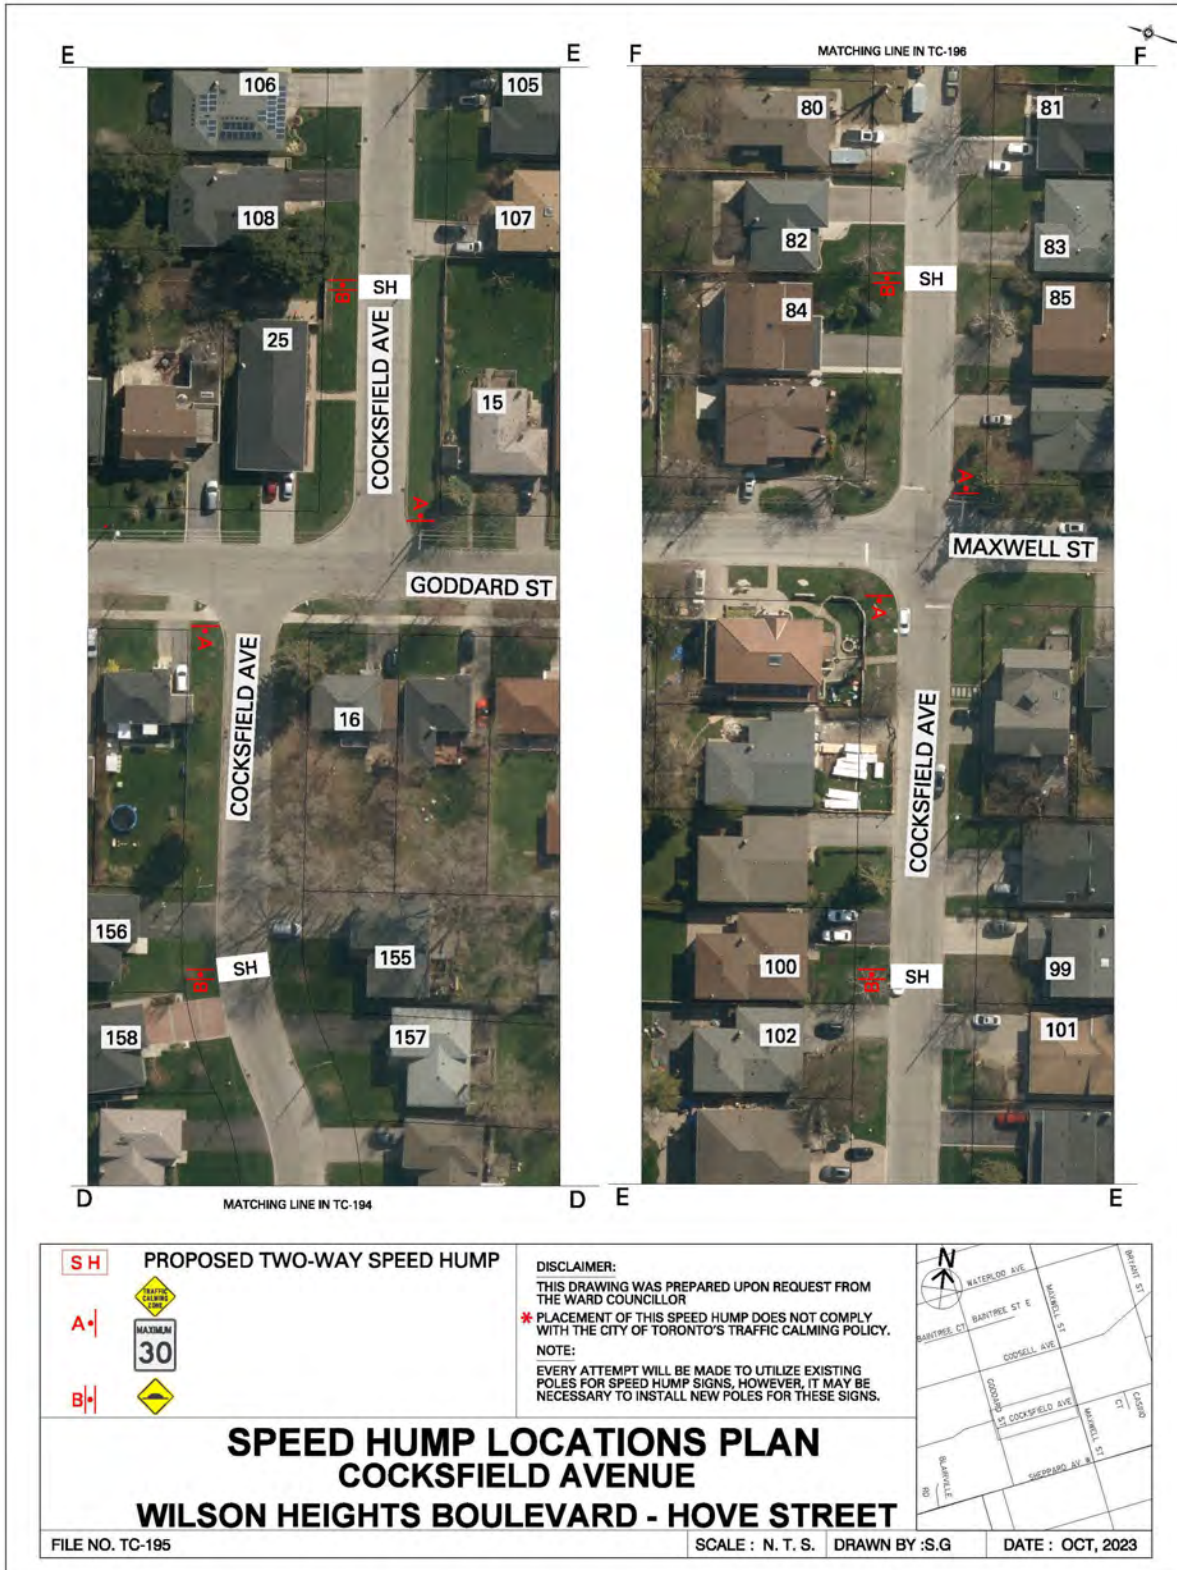 E
E
106
105
108
107
B
SH
25
COCKSFIELD AVE
15
A
GODDARD ST
A
COCKSFIELD AVE
16
156
155
B
SH
158
157
D
MATCHING LINE IN TC-194
D
F
MATCHING LINE IN TC-196
F
80
81
82
83
B
SH
84
85
A
MAXWELL ST
A
COCKSFIELD AVE
100
B
SH
99
102
101
E
E
SH PROPOSED TWO-WAY SPEED HUMP
A
TRAFFIC
CALMING
ZONE
MAXIMUM
30
B
DISCLAIMER:
THIS DRAWING WAS PREPARED UPON REQUEST FROM
THE WARD COUNCILLOR
* PLACEMENT OF THIS SPEED HUMP DOES NOT COMPLY
WITH THE CITY OF TORONTO'S TRAFFIC CALMING POLICY.
NOTE:
EVERY ATTEMPT WILL BE MADE TO UTILIZE EXISTING
POLES FOR SPEED HUMP SIGNS, HOWEVER, IT MAY BE
NECESSARY TO INSTALL NEW POLES FOR THESE SIGNS.
N
WATERLOO AVE
BRYANT ST
MAXWELL ST
BAINTREE CT
BAINTREE ST E
CODSELL AVE
GODDARD ST
COCKSFIELD AVE
MAXWELL ST
CT
SHEPPARD AV W
BLAIRVILLE
RD
SPEED HUMP LOCATIONS PLAN
COCKSFIELD AVENUE
WILSON HEIGHTS BOULEVARD - HOVE STREET
FILE NO. TC-195
SCALE : N. T. S.
DRAWN BY :S.G
DATE : OCT, 2023